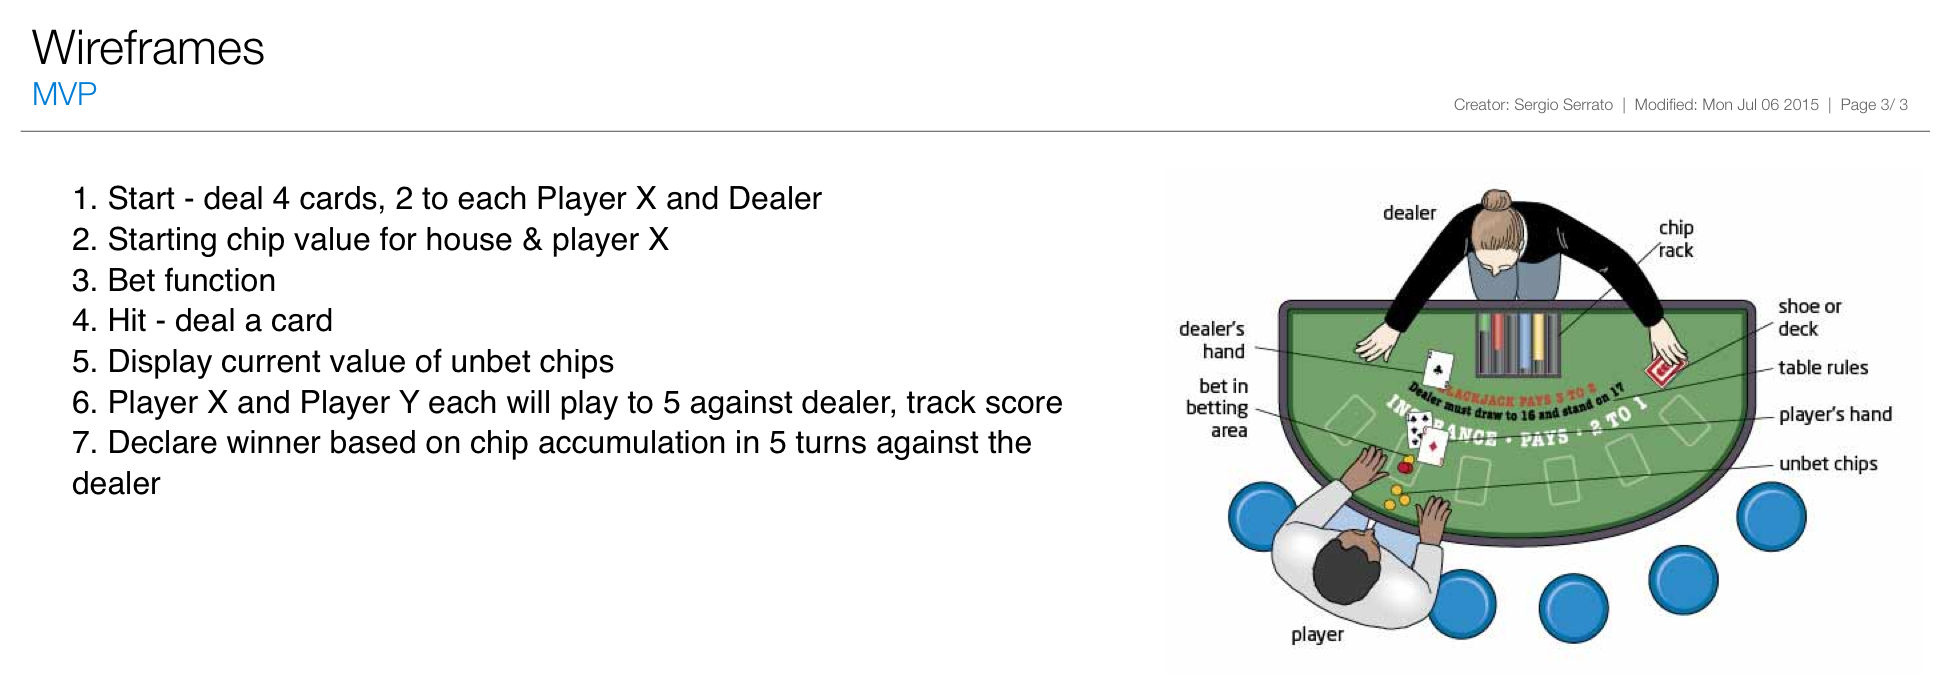 Wireframes
MVP
Creator: Sergio Serrato | Modified: Mon Jul 06 2015 | Page 3/ 3
1. Start - deal 4 cards, 2 to each Player X and Dealer
2. Starting chip value for house & player X
3. Bet function
4. Hit - deal a card
5. Display current value of unbet chips
6. Player X and Player Y each will play to 5 against dealer, track score
7. Declare winner based on chip accumulation in 5 turns against the
dealer
dealer
chip
rack
shoe or
deck
dealer's
hand
table rules
bet in
betting
area
player's hand
unbet chips
player
LACKJACK PAYS 3 TO 2
Dealer must draw to 16 and stand on 17
RANCE • PAYS • 2 TO 1